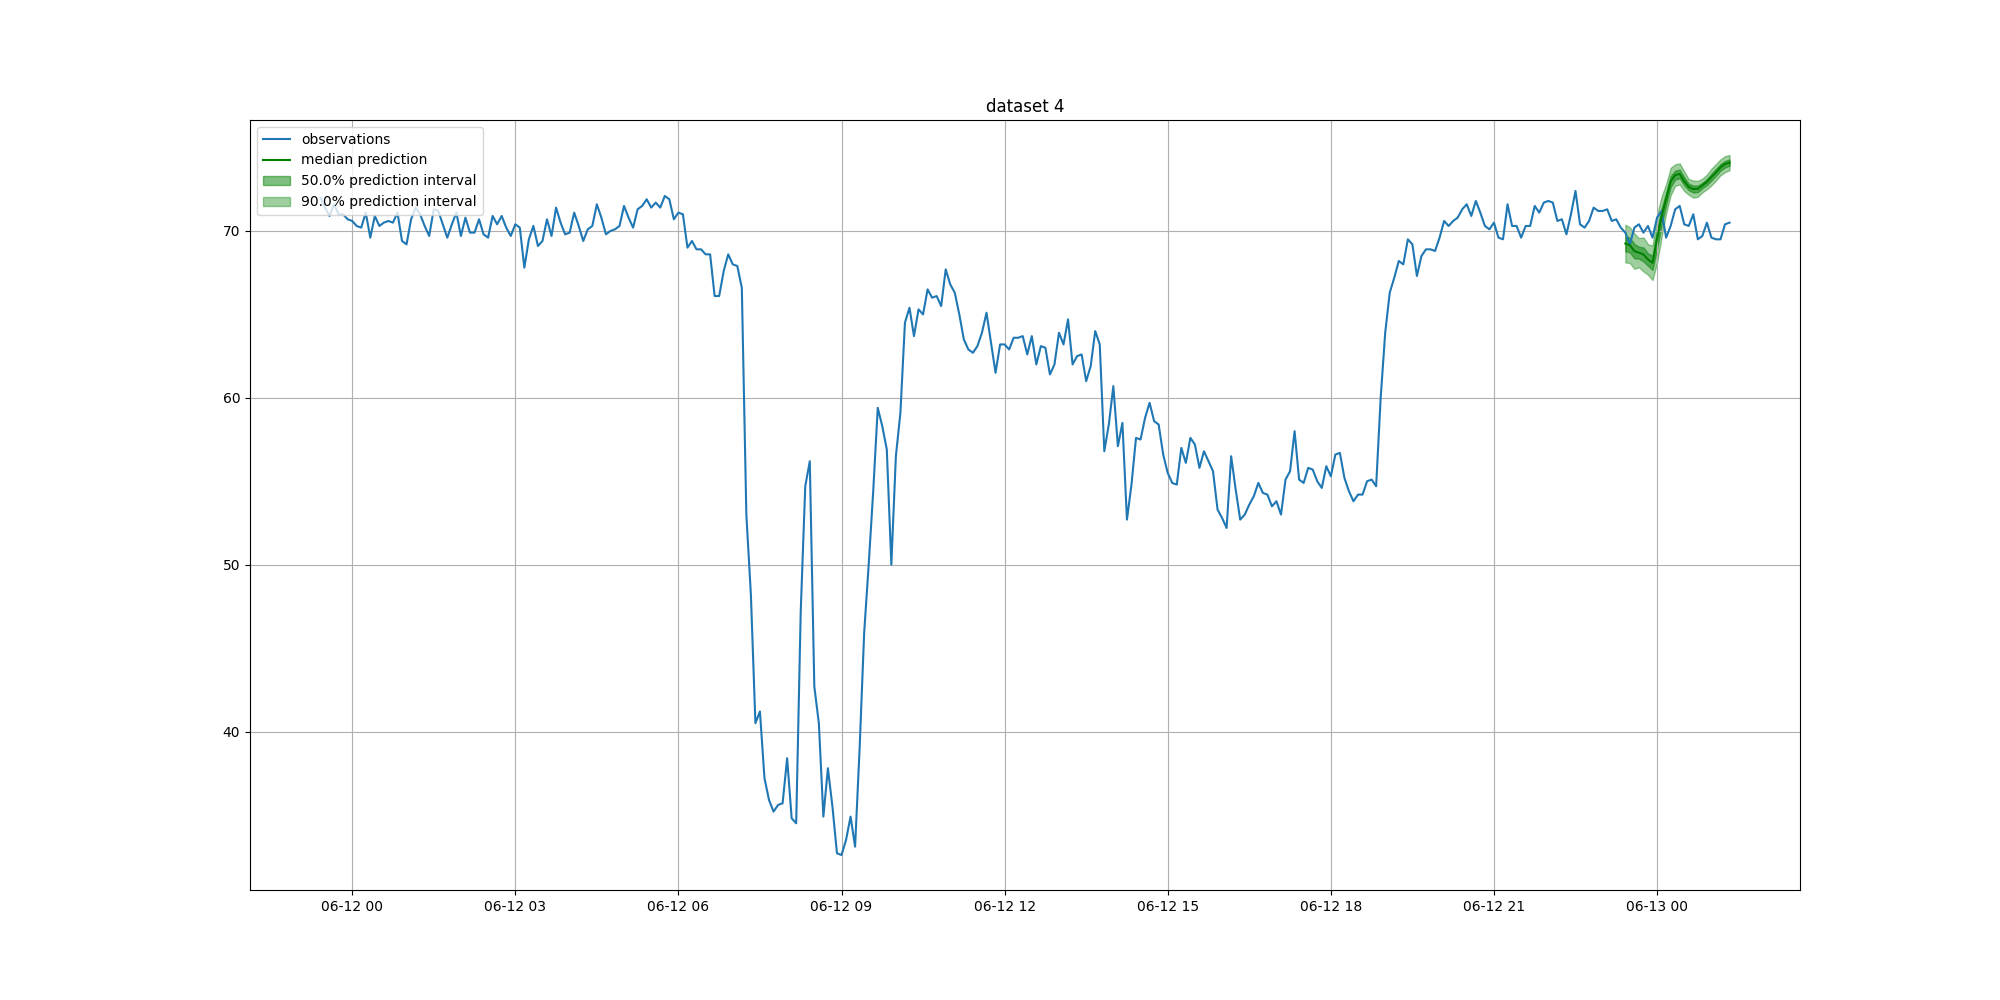 dataset 4
observations
median prediction
50.0% prediction interval
90.0% prediction interval
70
60
50
40
06-12 00
06-12 03
06-12 06
06-12 09
06-12 12
06-12 15
06-12 18
06-12 21
06-13 00